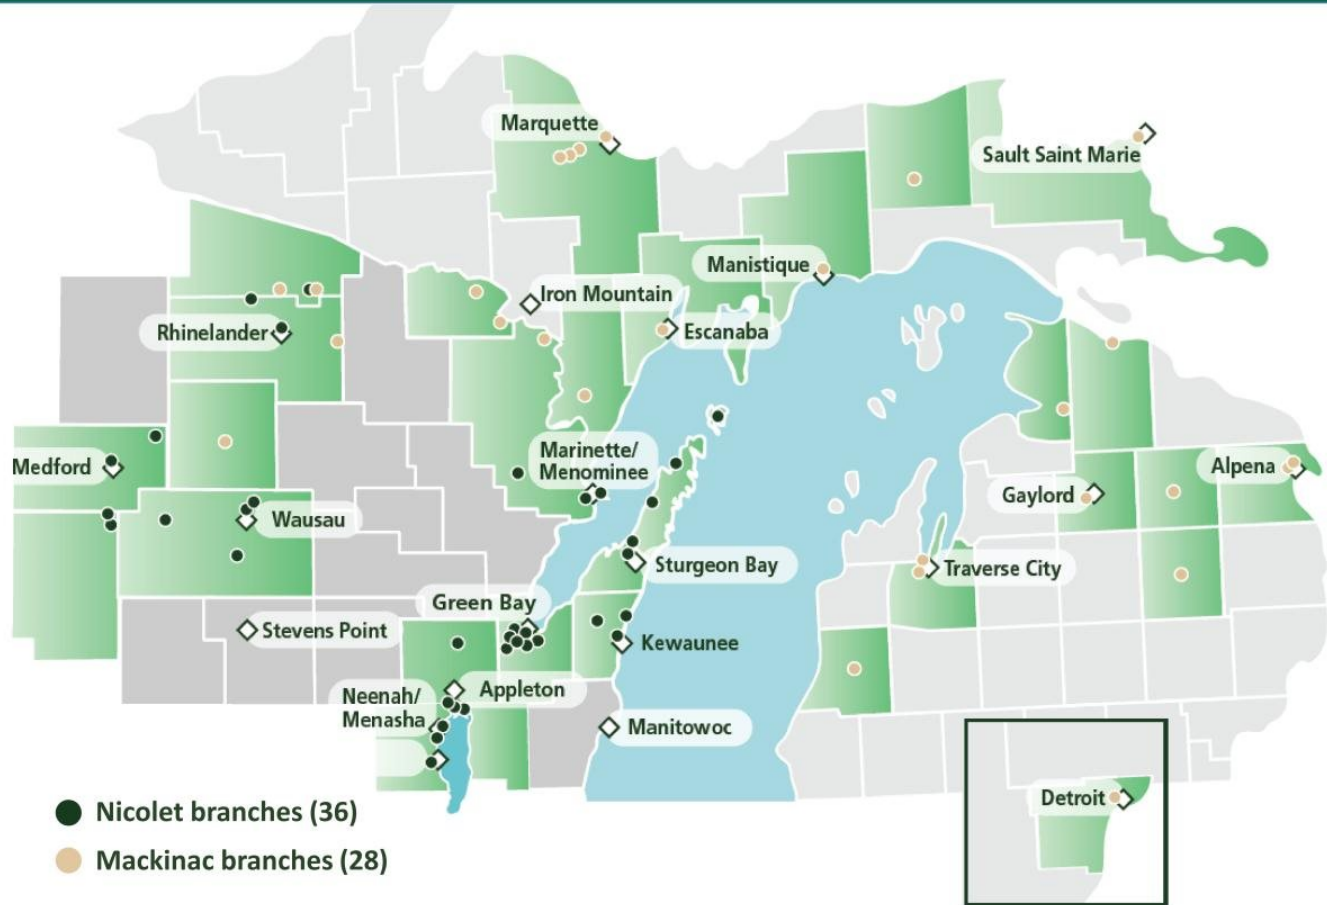 Marquette
Sault Saint Marie
Manistique
Iron Mountain
Rhinelander
Escanaba
Marinette/
Menominee
Medford
Alpena
Gaylord
Wausau
Sturgeon Bay
Traverse City
Green Bay
Stevens Point
Kewaunee
Appleton
Neenah/
Menasha
Manitowoc
Detroit
Nicolet branches (36)
Mackinac branches (28)